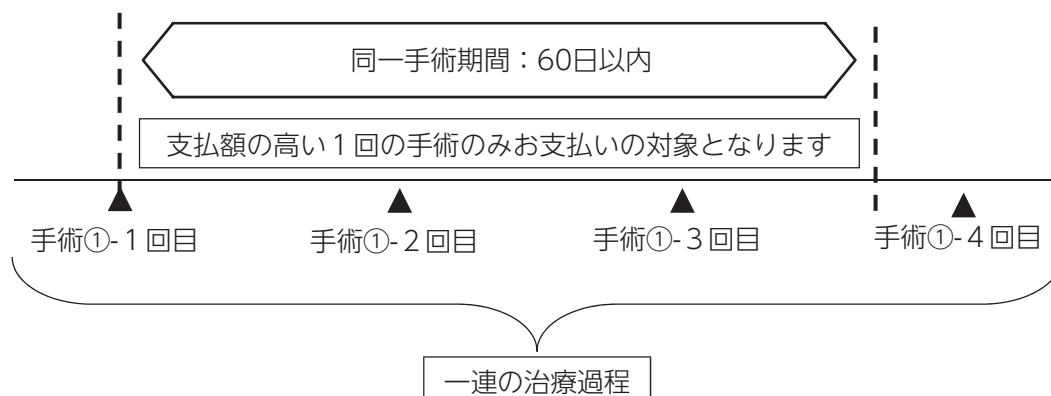 同一手術期間：60日以内
支払額の高い１回の手術のみお支払いの対象となります
手術①-１回目
手術①-２回目
手術①-３回目
手術①-４回目
一連の治療過程